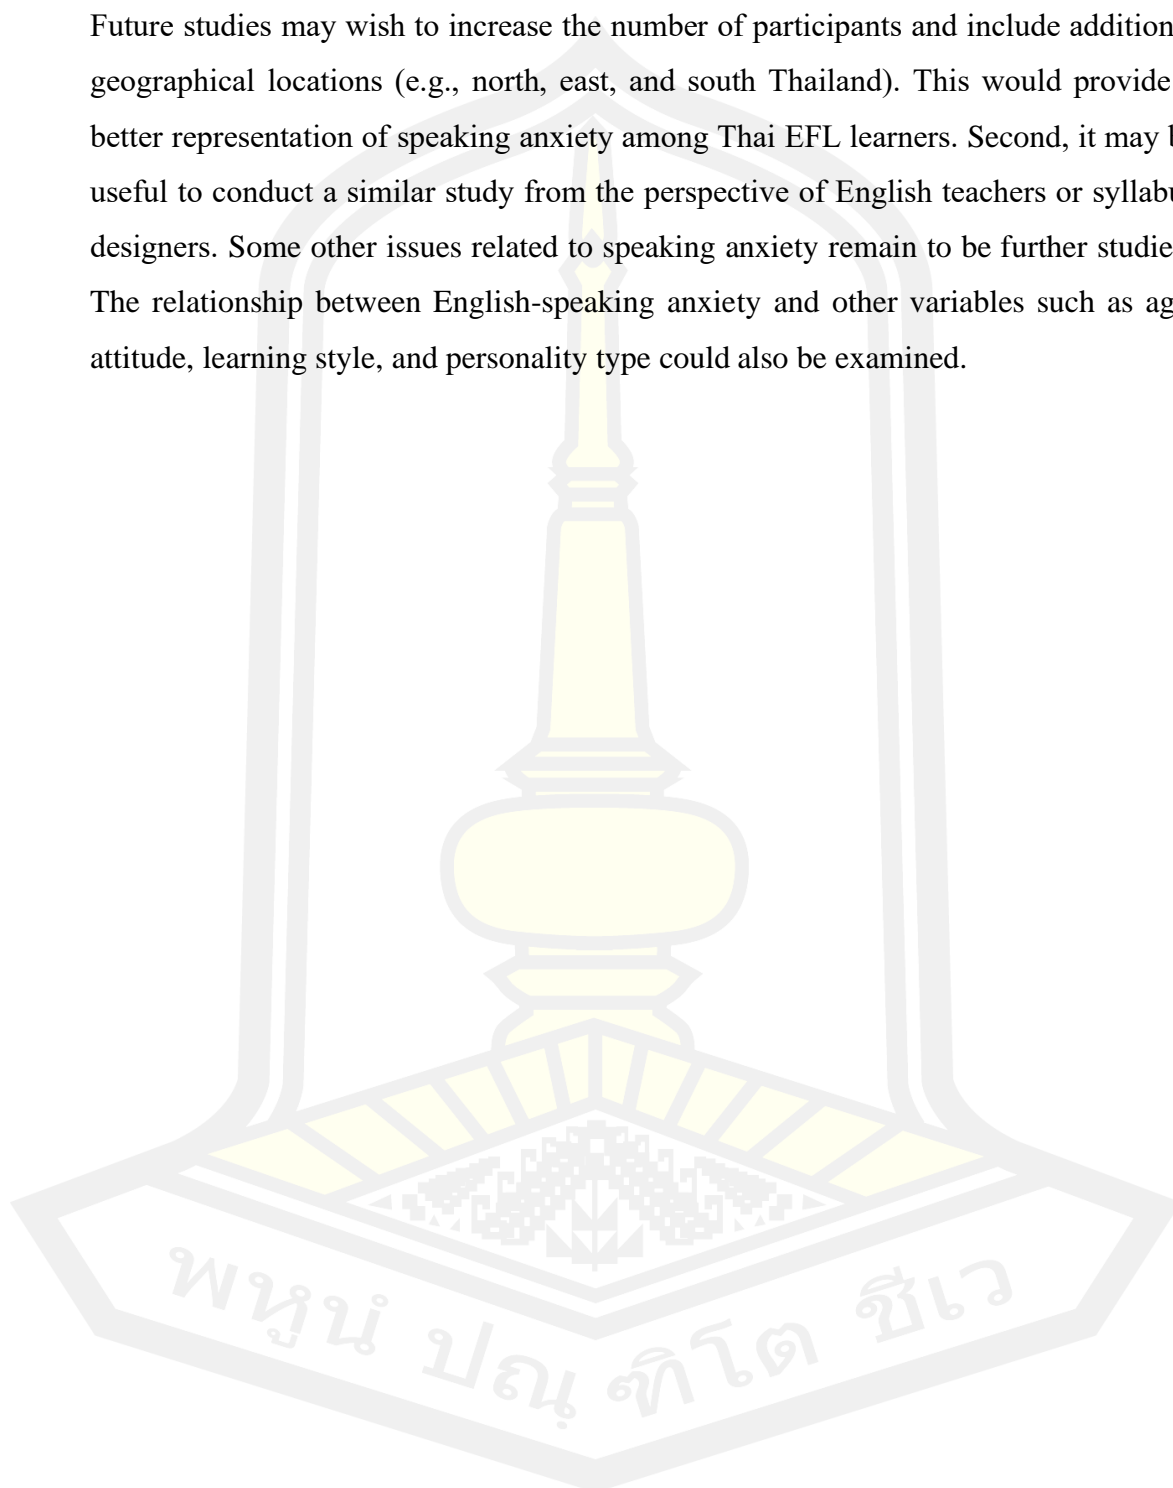 Future studies may wish to increase the number of participants and include addition
geographical locations (e.g., north, east, and south Thailand). This would provide
better representation of speaking anxiety among Thai EFL learners. Second, it may b
useful to conduct a similar study from the perspective of English teachers or syllabu
designers. Some other issues related to speaking anxiety remain to be further studie
The relationship between English-speaking anxiety and other variables such as ag
attitude, learning style, and personality type could also be examined.
พหูนํ ปณฺฑิโต ชีเว